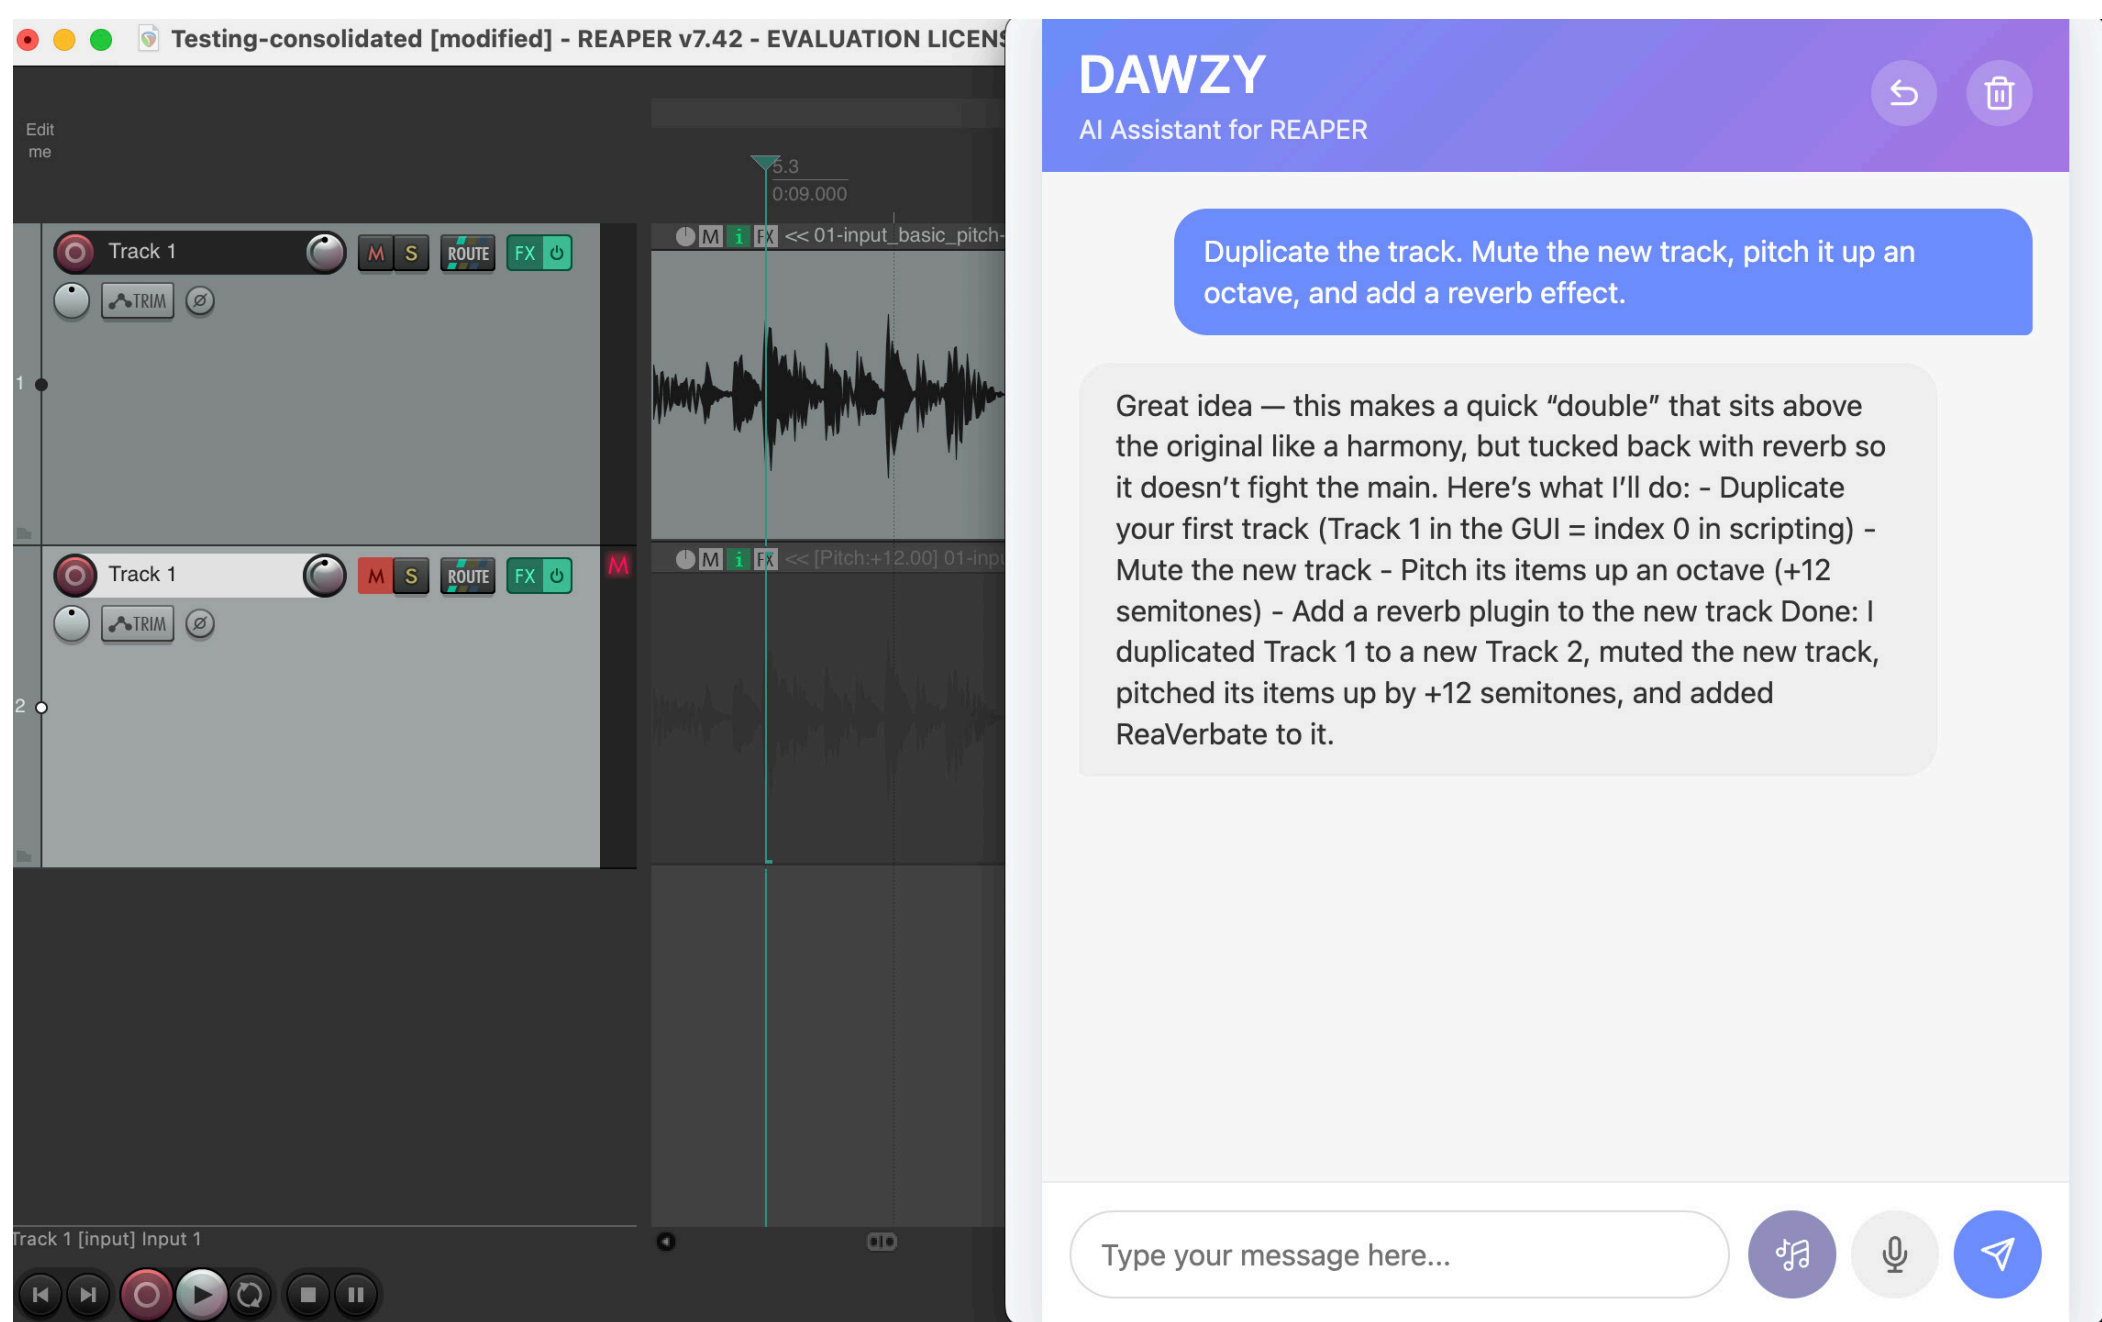 Testing-consolidated [modified] - REAPER v7.42 - EVALUATION LICENS
Edit
me
5.3
0:09.000
Track 1
M S ROUTE FX
TRIM
1
M i FX << 01-input_basic_pitch-
Track 1
M S ROUTE FX
M
TRIM
2
M i FX << [Pitch:+12.00] 01-inpu
Track 1 [input] Input 1
DAWZY
AI Assistant for REAPER
Duplicate the track. Mute the new track, pitch it up an
octave, and add a reverb effect.
Great idea — this makes a quick “double” that sits above
the original like a harmony, but tucked back with reverb so
it doesn’t fight the main. Here’s what I’ll do: - Duplicate
your first track (Track 1 in the GUI = index 0 in scripting) -
Mute the new track - Pitch its items up an octave (+12
semitones) - Add a reverb plugin to the new track Done: I
duplicated Track 1 to a new Track 2, muted the new track,
pitched its items up by +12 semitones, and added
ReaVerbate to it.
Type your message here...